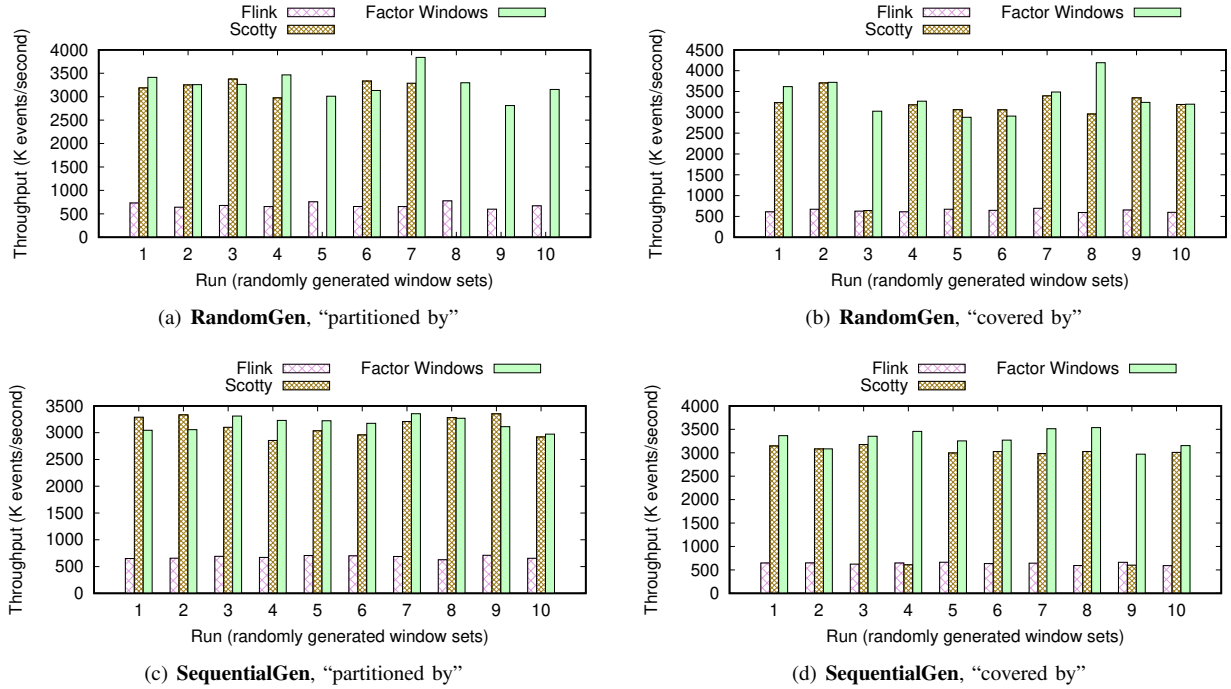 Flink Factor Windows
Scotty
Throughput (K events/second)
4000
3500
3000
2500
2000
1500
1000
500
0
1 2 3 4 5 6 7 8 9 10
Run (randomly generated window sets)
(a) RandomGen, “partitioned by”
Flink Factor Windows
Scotty
Throughput (K events/second)
4500
4000
3500
3000
2500
2000
1500
1000
500
0
1 2 3 4 5 6 7 8 9 10
Run (randomly generated window sets)
(b) RandomGen, “covered by”
Flink Factor Windows
Scotty
Throughput (K events/second)
3500
3000
2500
2000
1500
1000
500
0
1 2 3 4 5 6 7 8 9 10
Run (randomly generated window sets)
(c) SequentialGen, “partitioned by”
Flink Factor Windows
Scotty
Throughput (K events/second)
4000
3500
3000
2500
2000
1500
1000
500
0
1 2 3 4 5 6 7 8 9 10
Run (randomly generated window sets)
(d) SequentialGen, “covered by”